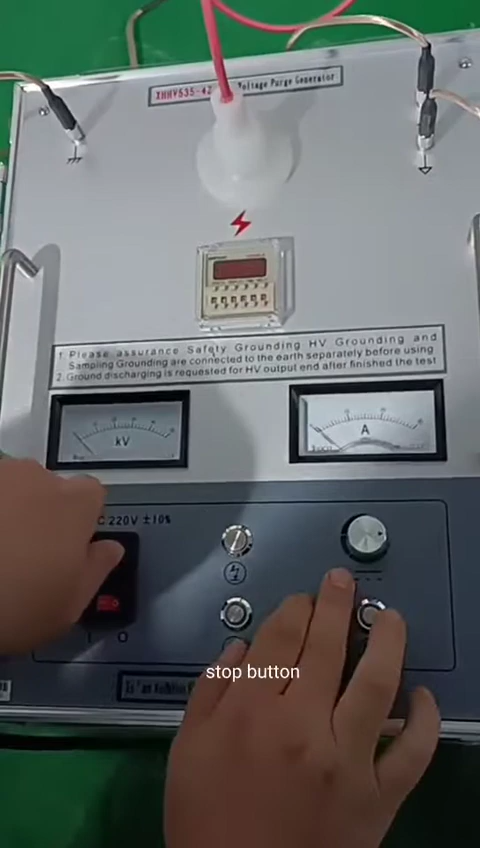 XHHV535-4Z Voltage Purge Generator
1 Please assurance Safety Grounding HV Grounding and
Sampling Grounding are connected to the earth separately before using
2. Ground discharging is requested for HV output end after finished the test
kV
A
C 220V ±10%
I O
stop button